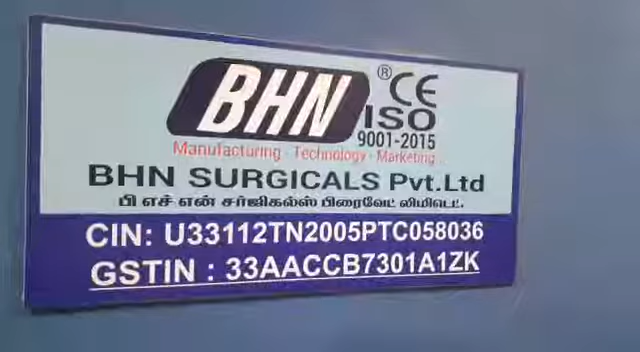 BHN ® CE
ISO
9001-2015
Manufacturing - Technology - Marketing
BHN SURGICALS Pvt.Ltd
பி எச் என் சர்ஜிகல்ஸ் பிரைவேட் லிமிடெட்.
CIN: U33112TN2005PTC058036
GSTIN : 33AACCB7301A1ZK